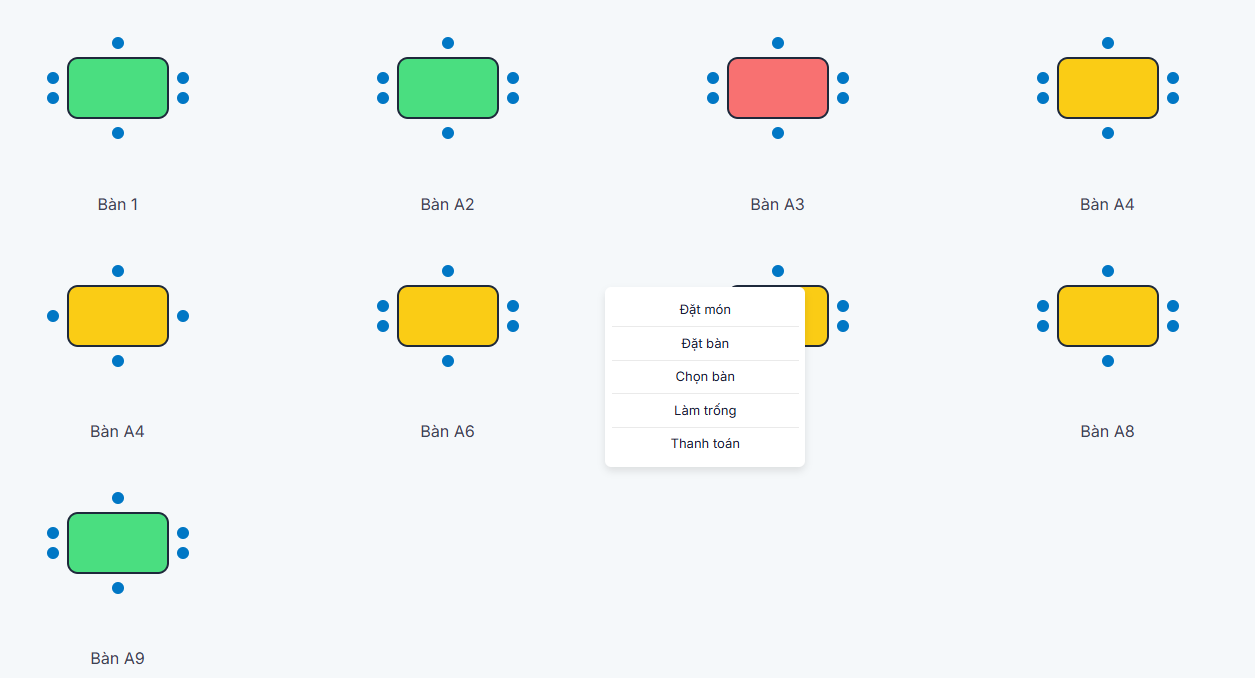 Bàn 1
Bàn A2
Bàn A3
Bàn A4
Đặt món
Đặt bàn
Chọn bàn
Làm trống
Thanh toán
Bàn A4
Bàn A6
Bàn A8
Bàn A9